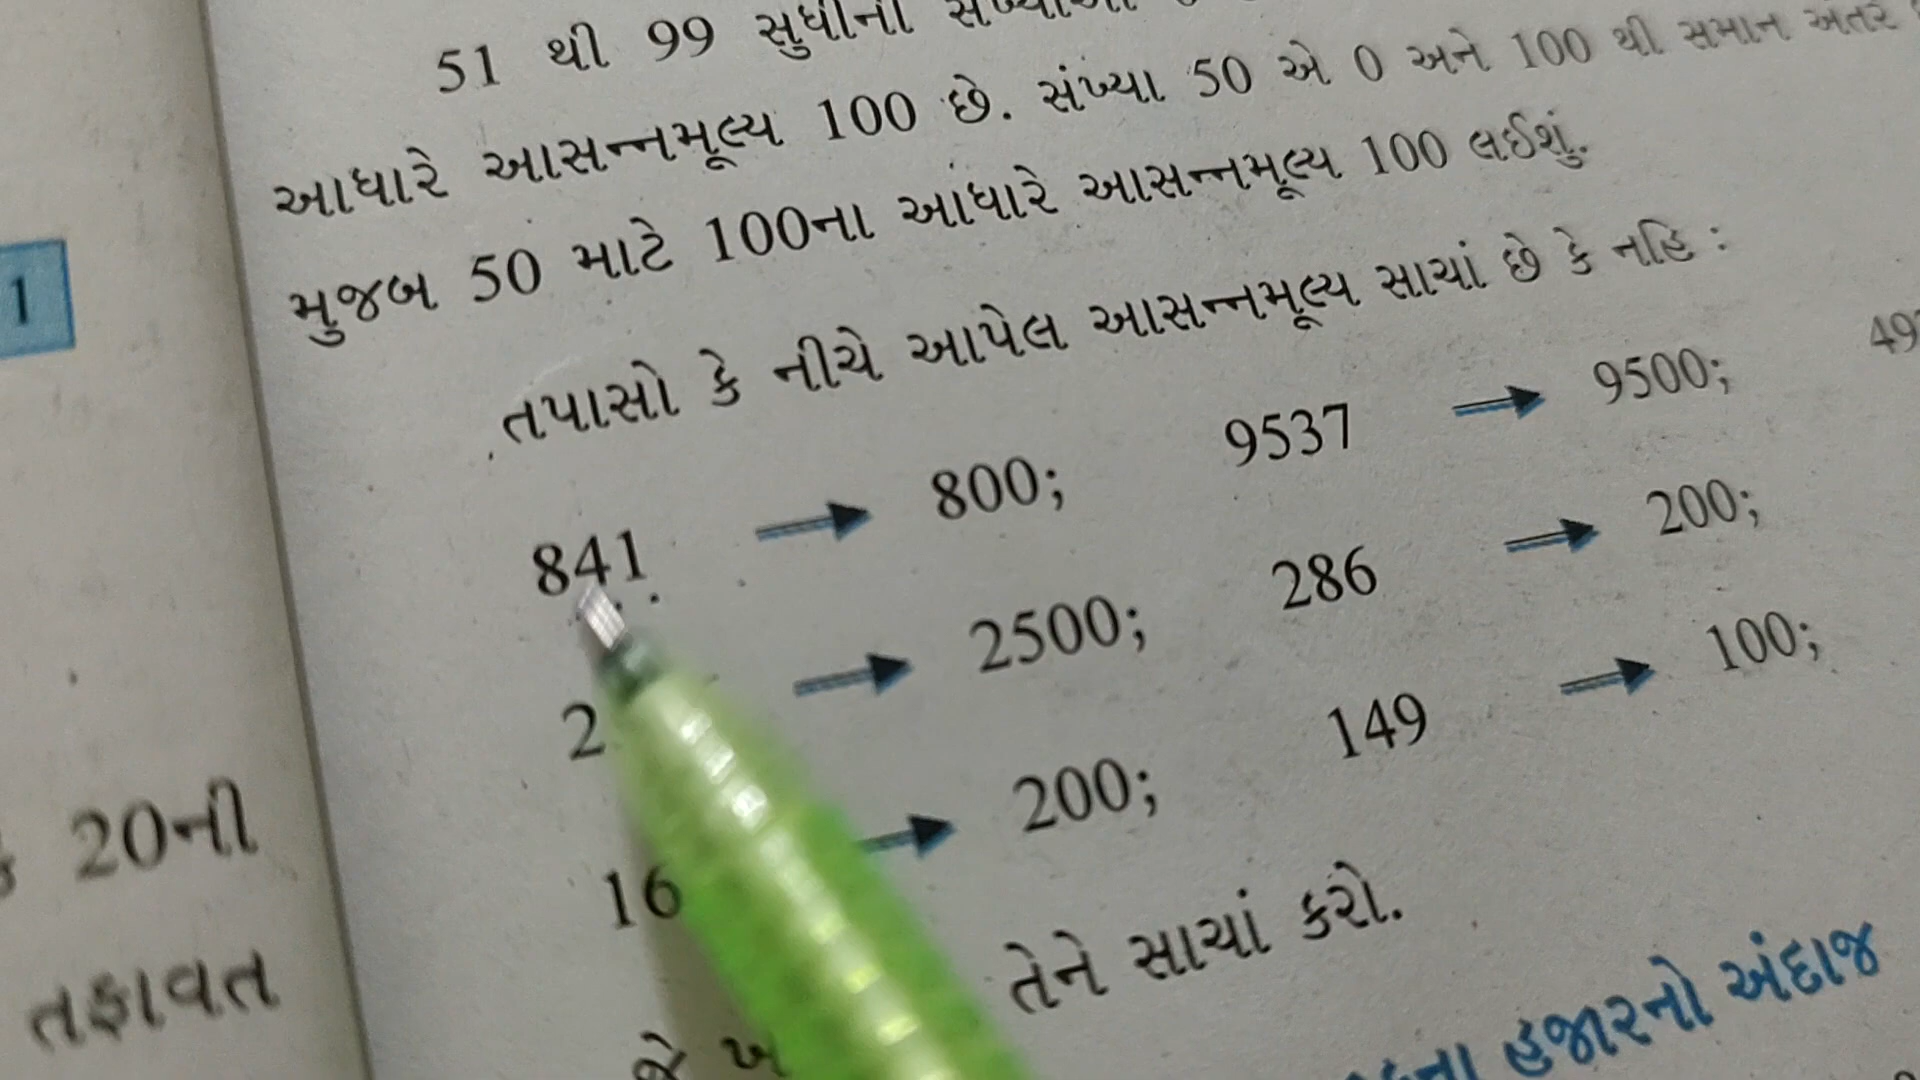 51 થી 99 સુધીની
આધારે આસન્નમૂલ્ય 100 છે. સંખ્યા 50 એ 0 અને 100 થી સમાન અંતરે
મુજબ 50 માટે 100ના આધારે આસન્નમૂલ્ય 100 લઈશું.
તપાસો કે નીચે આપેલ આસન્નમૂલ્ય સાચાં છે કે નહિ :
841 → 800; 9537 → 9500;
→ 2500; 286 → 200;
→ 200; 149 → 100;
તેને સાચાં કરો.
હજારનો અંદાજ
1
20ની
તફાવત